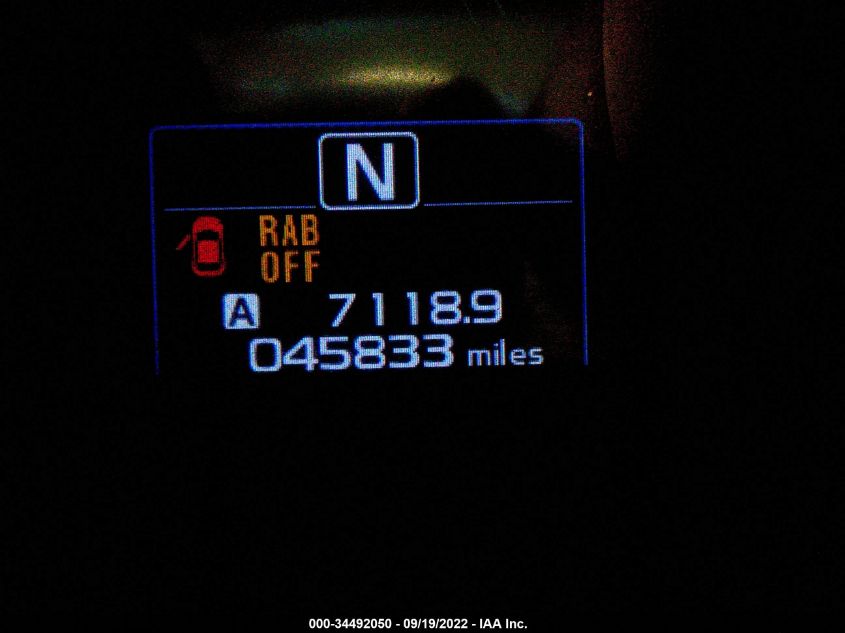 N
RAB
OFF
A 7118.9
045833 miles
000-34492050 - 09/19/2022 - IAA Inc.